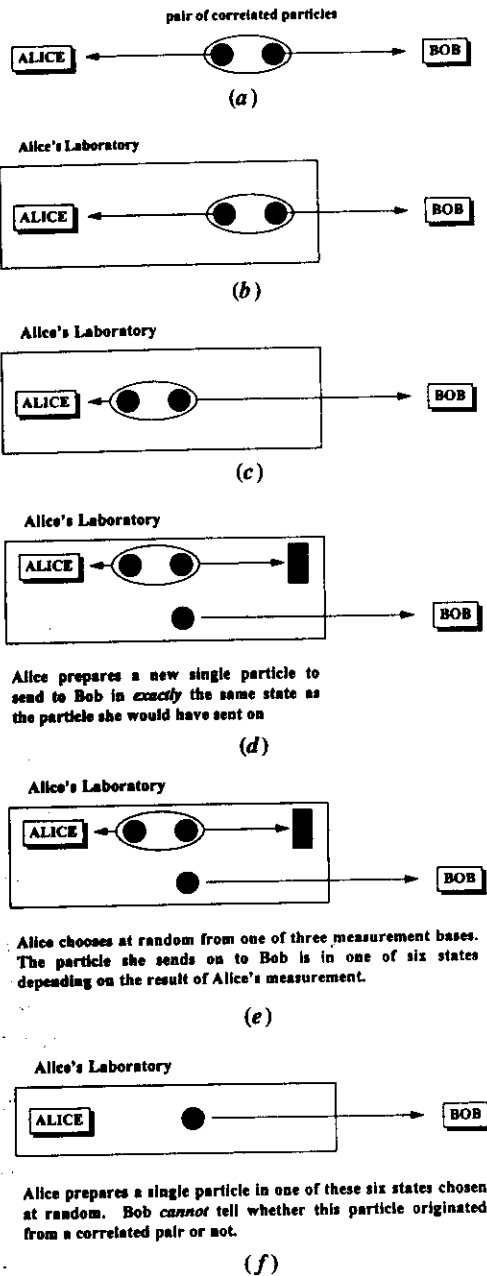 pair of correlated particles
ALICE BOB
(a)
Alice's Laboratory
ALICE BOB
(b)
Alice's Laboratory
ALICE BOB
(c)
Alice's Laboratory
ALICE
BOB
Alice prepares a new single particle to
send to Bob in exactly the same state as
the particle she would have sent on
(d)
Alice's Laboratory
ALICE
BOB
Alice chooses at random from one of three measurement bases.
The particle she sends on to Bob is in one of six states
depending on the result of Alice's measurement.
(e)
Alice's Laboratory
ALICE BOB
Alice prepares a single particle in one of these six states chosen
at random. Bob cannot tell whether this particle originated
from a correlated pair or not.
(f)